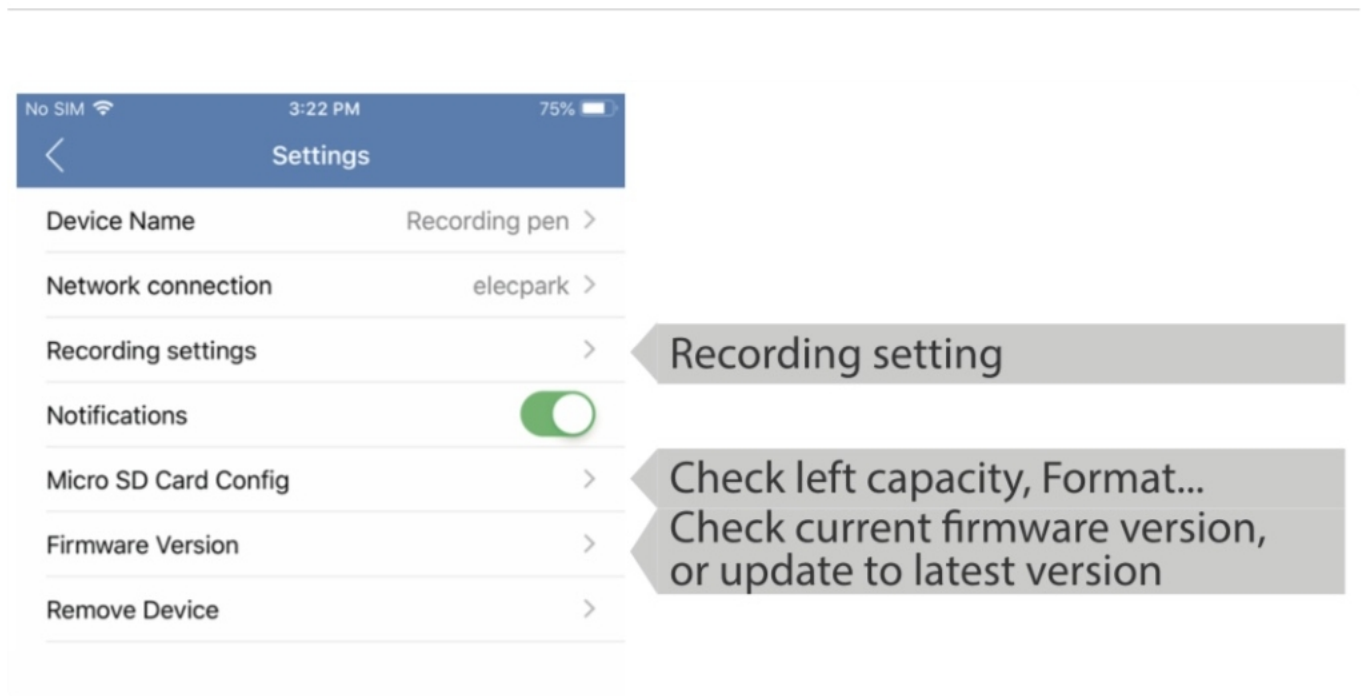 No SIM 3:22 PM 75%
Settings
Device Name Recording pen
Network connection elecpark
Recording settings
Recording setting
Notifications
Micro SD Card Config
Check left capacity, Format...
Firmware Version
Check current firmware version,
or update to latest version
Remove Device